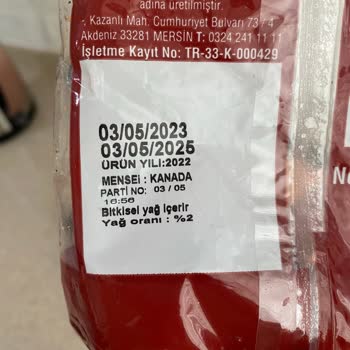 adına üretilmiştir.
- Kazanlı Mah. Cumhuriyet Bulvarı 73 / 4
Akdeniz 33281 MERSİN T: 0324 241 11 11
İşletme Kayıt No: TR-33-K-000429
03/05/2023
03/05/2025
ÜRÜN YILI:2022
MENSEI : KANADA
PARTİ NO: 03 / 05
16:56
Bitkisel yağ içerir
Yağ oranı : %2